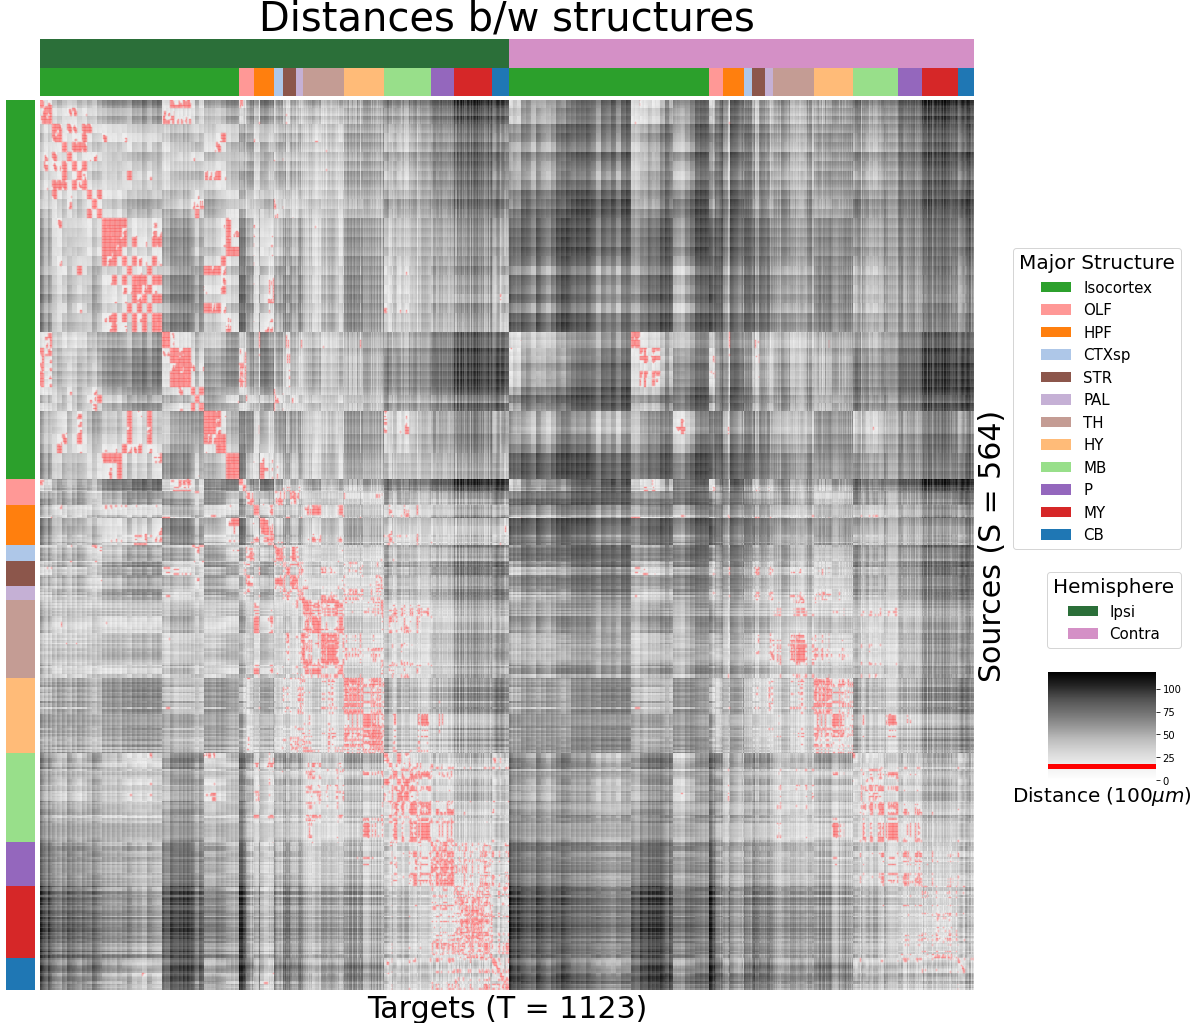 Distances b/w structures
Sources (S = 564)
Targets (T = 1123)
Major Structure
Isocortex
OLF
HPF
CTXsp
STR
PAL
TH
HY
MB
P
MY
CB
Hemisphere
Ipsi
Contra
100
75
50
25
0
Distance (100μm)